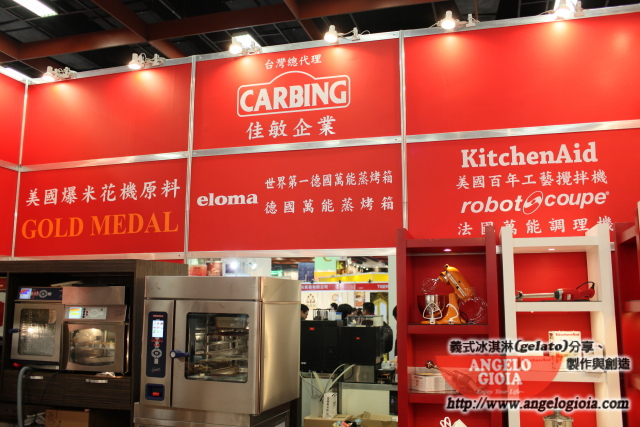 台灣總代理
CARBING
佳敏企業
美國爆米花機原料
GOLD MEDAL
eloma
世界第一德國萬能蒸烤箱
德國萬能蒸烤箱
KitchenAid
美國百年工藝攪拌機
robot coupe®
法國萬能調理機
KitchenAid
義式冰淇淋(gelato)分享、
製作與創造
ANGELO
GIOIA
Enjoy Your Life
http://www.angelogioia.com/